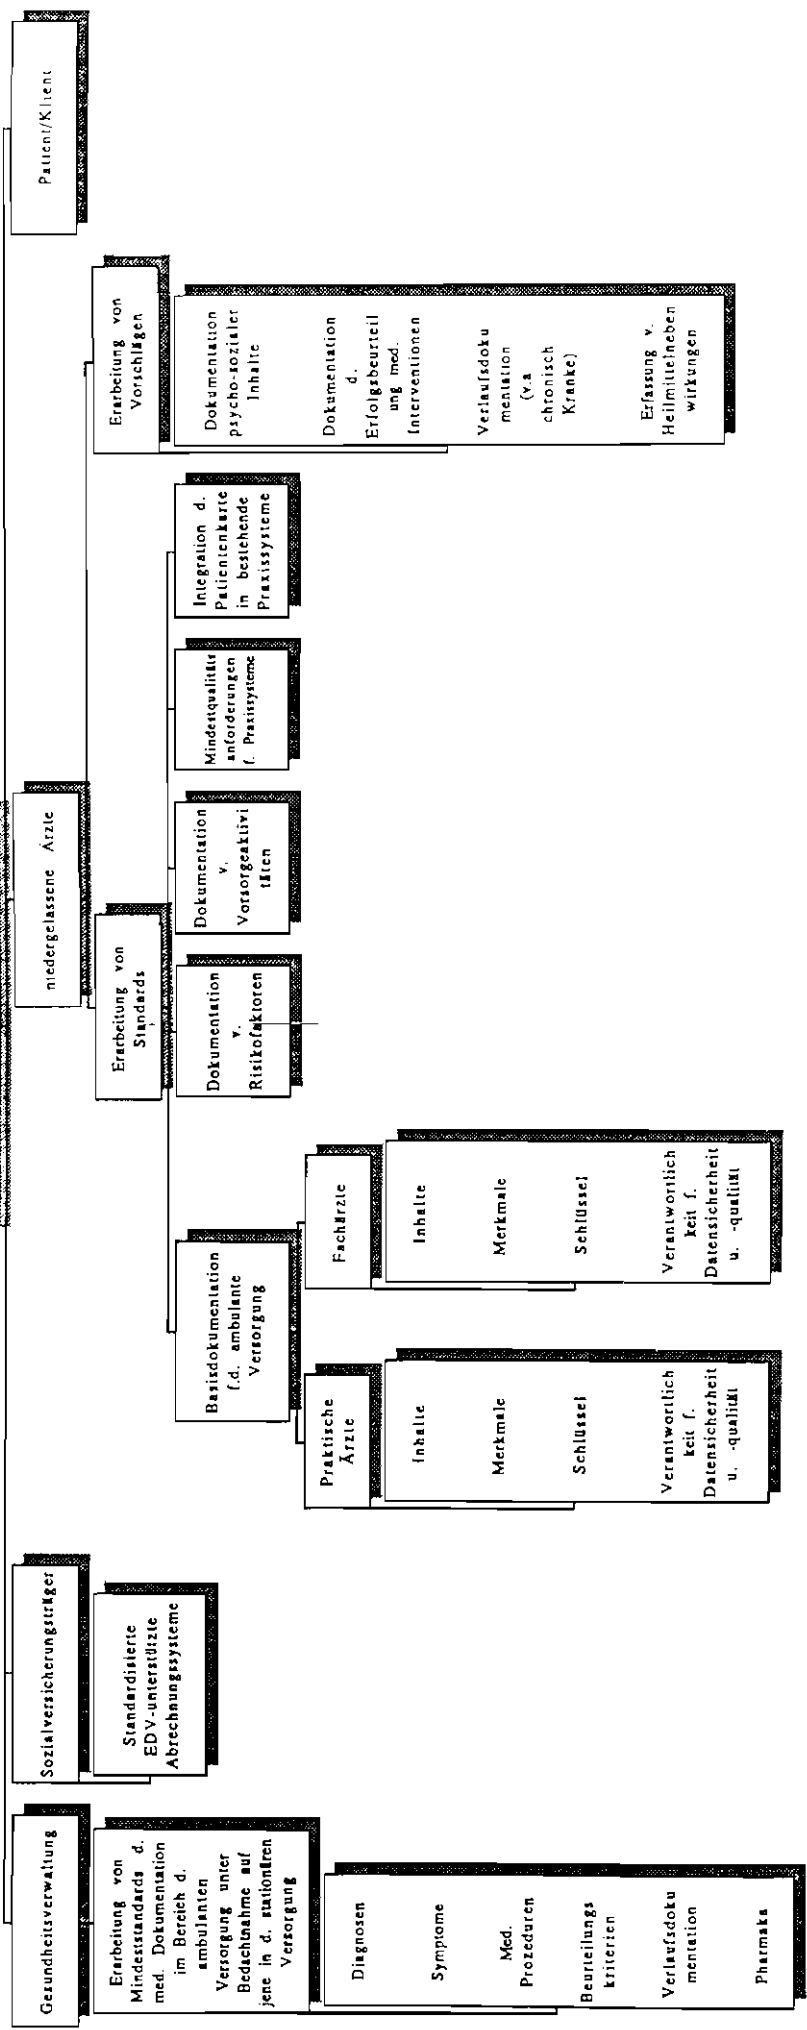 Gesundheitsverwaltung
Erarbeitung von
Mindeststandards d.
med. Dokumentation
im Bereich d.
ambulanten
Versorgung unter
Bedachtnahme auf
jene in d. stationären
Versorgung
Diagnosen
Symptome
Med.
Prozeduren
Beurteilungs
kriterien
Verlaufsdoku
mentation
Pharmaka
Sozialversicherungsträger
Standardisierte
EDV-unterstützte
Abrechnungssysteme
niedergelassene Ärzte
Erarbeitung von
Standards
Basisdokumentation
f.d. ambulante
Versorgung
Praktische
Ärzte
Inhalte
Merkmale
Schlüssel
Verantwortlich
keit f.
Datensicherheit
u. -qualität
Fachärzte
Inhalte
Merkmale
Schlüssel
Verantwortlich
keit f.
Datensicherheit
u. -qualität
Dokumentation
v.
Risikofaktoren
Dokumentation
v.
Vorsorgeaktivi
täten
Mindestqualitäts
anforderungen
f. Praxissysteme
Integration d.
Patientenkarte
in bestehende
Praxissysteme
Erarbeitung von
Vorschlägen
Dokumentation
psycho-sozialer
Inhalte
Dokumentation
d.
Erfolgsbeurteil
ung med.
Interventionen
Verlaufsdoku
mentation
(v.a
chronisch
Kranke)
Erfassung v.
Heilmittelneben
wirkungen
Patient/Klient